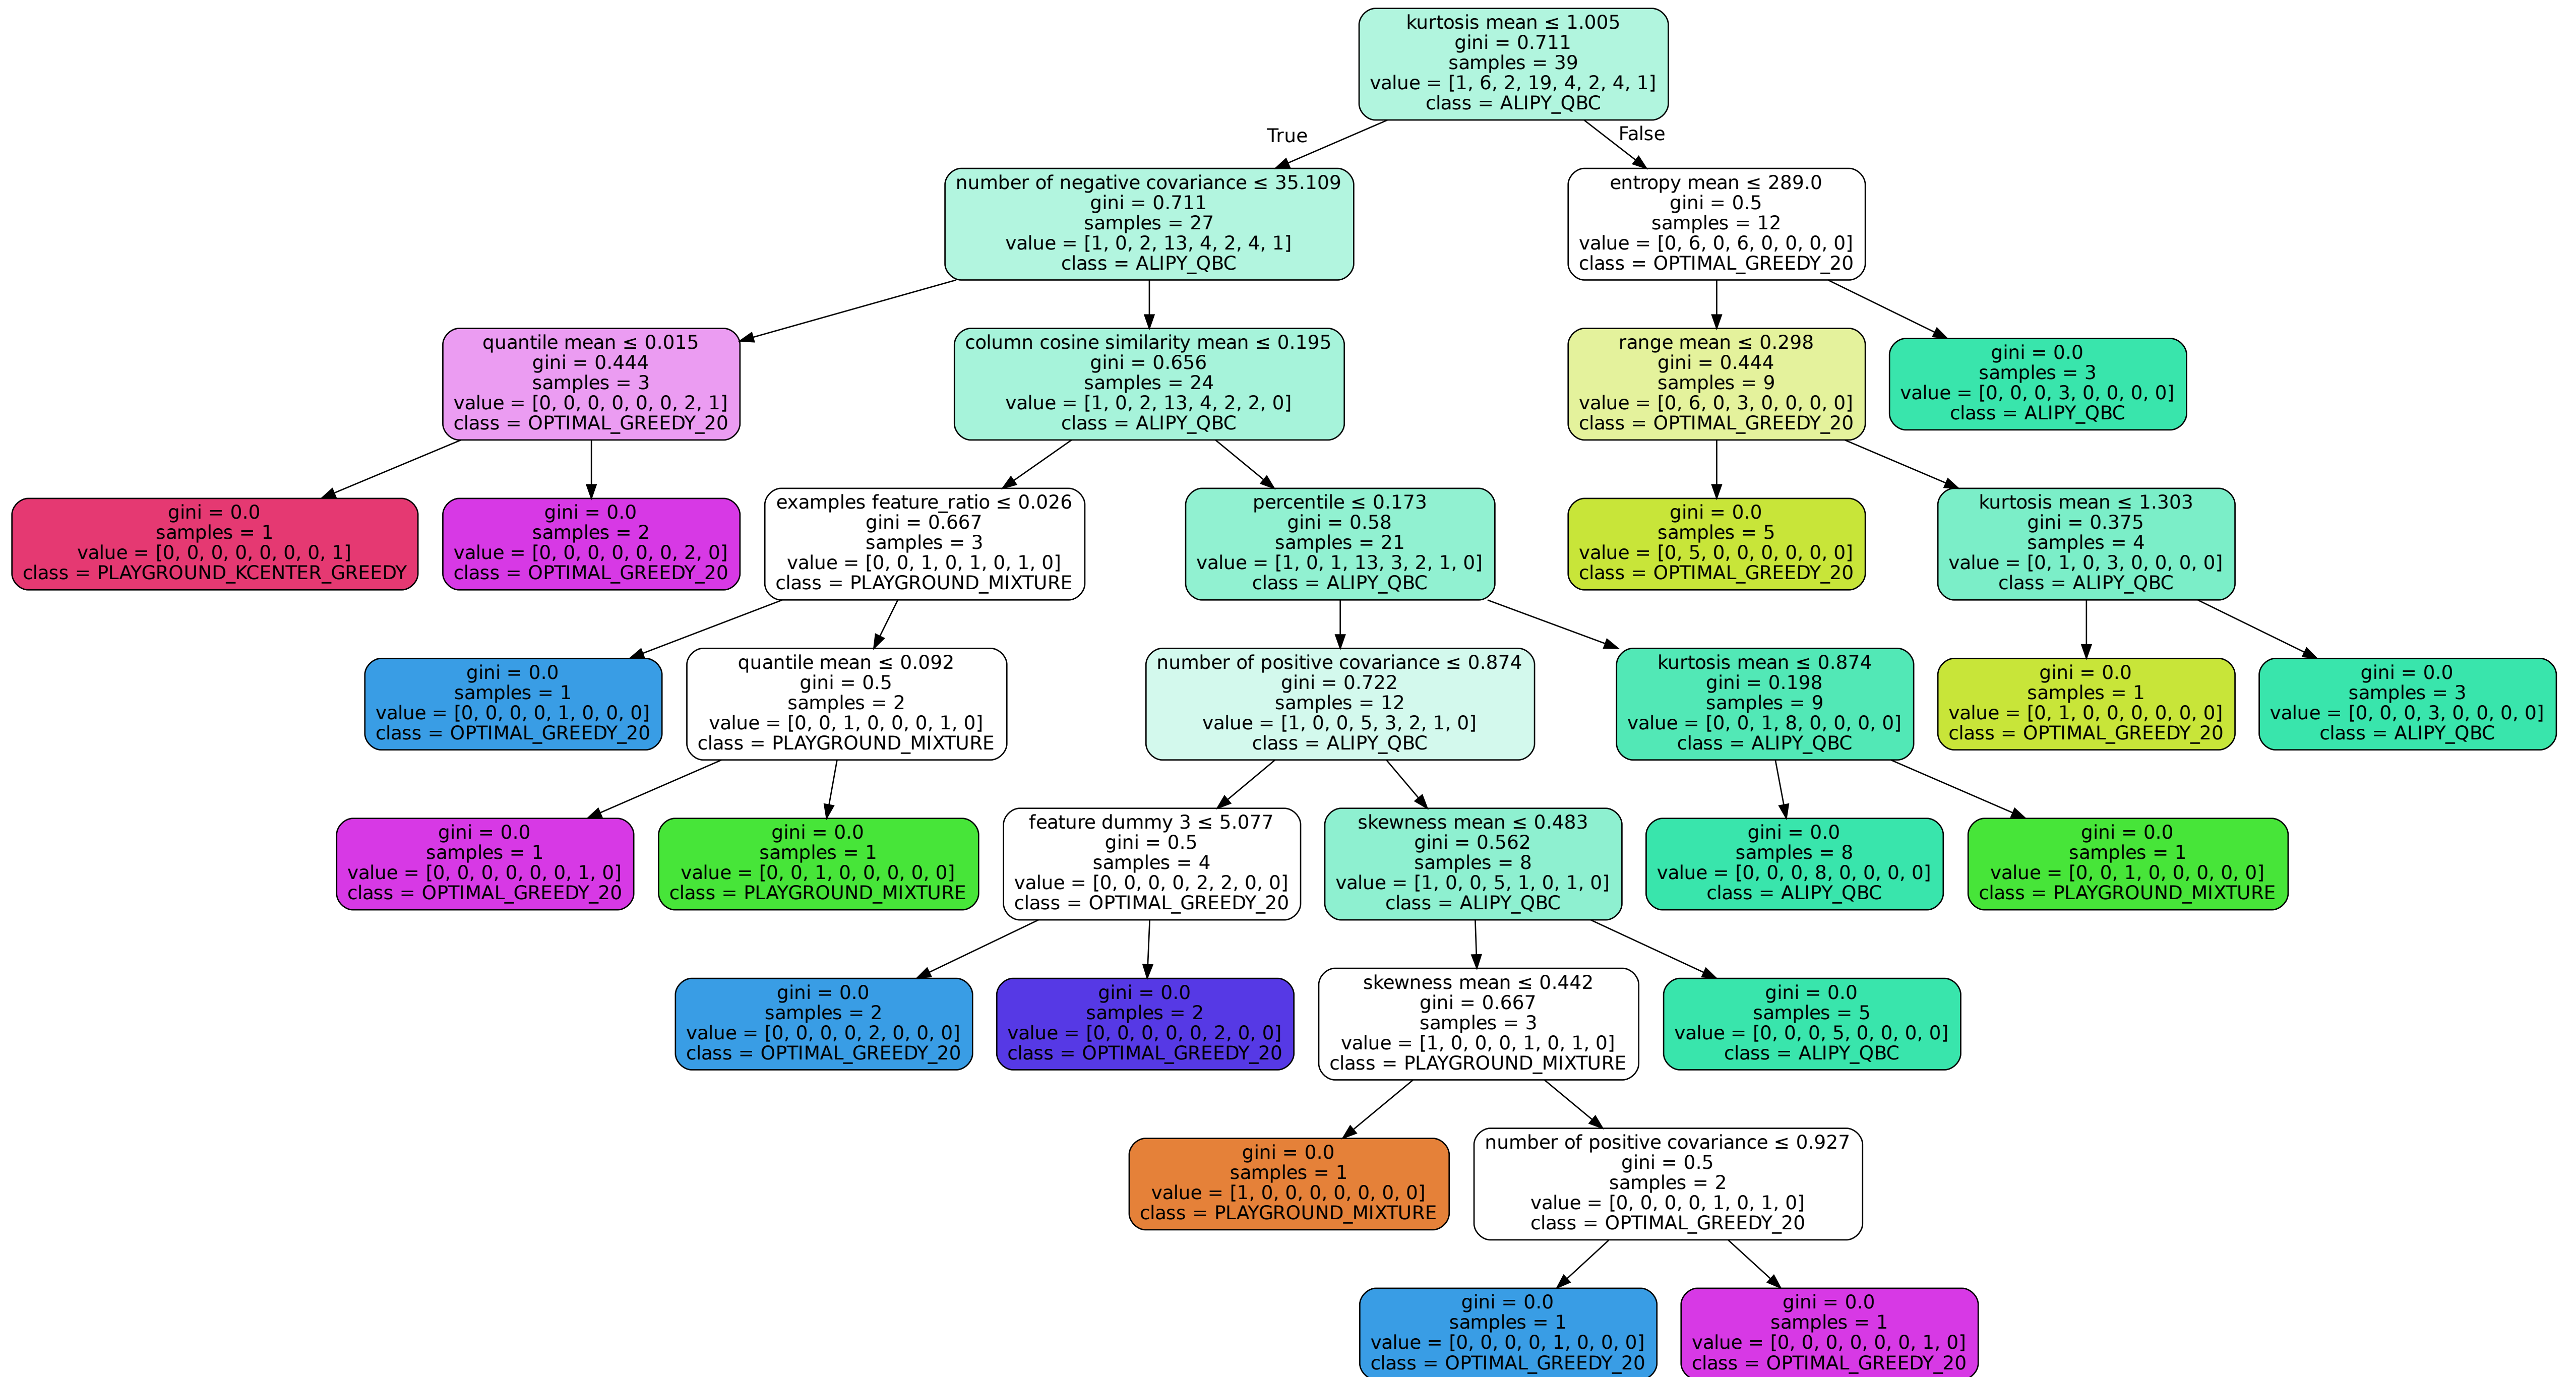 kurtosis mean ≤ 1.005
gini = 0.711
samples = 39
value = [1, 6, 2, 19, 4, 2, 4, 1]
class = ALIPY_QBC
True
False
number of negative covariance ≤ 35.109
gini = 0.711
samples = 27
value = [1, 0, 2, 13, 4, 2, 4, 1]
class = ALIPY_QBC
entropy mean ≤ 289.0
gini = 0.5
samples = 12
value = [0, 6, 0, 6, 0, 0, 0, 0]
class = OPTIMAL_GREEDY_20
quantile mean ≤ 0.015
gini = 0.444
samples = 3
value = [0, 0, 0, 0, 0, 0, 2, 1]
class = OPTIMAL_GREEDY_20
column cosine similarity mean ≤ 0.195
gini = 0.656
samples = 24
value = [1, 0, 2, 13, 4, 2, 2, 0]
class = ALIPY_QBC
range mean ≤ 0.298
gini = 0.444
samples = 9
value = [0, 6, 0, 3, 0, 0, 0, 0]
class = OPTIMAL_GREEDY_20
gini = 0.0
samples = 3
value = [0, 0, 0, 3, 0, 0, 0, 0]
class = ALIPY_QBC
gini = 0.0
samples = 1
value = [0, 0, 0, 0, 0, 0, 0, 1]
class = PLAYGROUND_KCENTER_GREEDY
gini = 0.0
samples = 2
value = [0, 0, 0, 0, 0, 0, 2, 0]
class = OPTIMAL_GREEDY_20
examples feature_ratio ≤ 0.026
gini = 0.667
samples = 3
value = [0, 0, 1, 0, 1, 0, 1, 0]
class = PLAYGROUND_MIXTURE
percentile ≤ 0.173
gini = 0.58
samples = 21
value = [1, 0, 1, 13, 3, 2, 1, 0]
class = ALIPY_QBC
gini = 0.0
samples = 5
value = [0, 5, 0, 0, 0, 0, 0, 0]
class = OPTIMAL_GREEDY_20
kurtosis mean ≤ 1.303
gini = 0.375
samples = 4
value = [0, 1, 0, 3, 0, 0, 0, 0]
class = ALIPY_QBC
gini = 0.0
samples = 1
value = [0, 0, 0, 0, 1, 0, 0, 0]
class = OPTIMAL_GREEDY_20
quantile mean ≤ 0.092
gini = 0.5
samples = 2
value = [0, 0, 1, 0, 0, 0, 1, 0]
class = PLAYGROUND_MIXTURE
number of positive covariance ≤ 0.874
gini = 0.722
samples = 12
value = [1, 0, 0, 5, 3, 2, 1, 0]
class = ALIPY_QBC
kurtosis mean ≤ 0.874
gini = 0.198
samples = 9
value = [0, 0, 1, 8, 0, 0, 0, 0]
class = ALIPY_QBC
gini = 0.0
samples = 1
value = [0, 1, 0, 0, 0, 0, 0, 0]
class = OPTIMAL_GREEDY_20
gini = 0.0
samples = 3
value = [0, 0, 0, 3, 0, 0, 0, 0]
class = ALIPY_QBC
gini = 0.0
samples = 1
value = [0, 0, 0, 0, 0, 0, 1, 0]
class = OPTIMAL_GREEDY_20
gini = 0.0
samples = 1
value = [0, 0, 1, 0, 0, 0, 0, 0]
class = PLAYGROUND_MIXTURE
feature dummy 3 ≤ 5.077
gini = 0.5
samples = 4
value = [0, 0, 0, 0, 2, 2, 0, 0]
class = OPTIMAL_GREEDY_20
skewness mean ≤ 0.483
gini = 0.562
samples = 8
value = [1, 0, 0, 5, 1, 0, 1, 0]
class = ALIPY_QBC
gini = 0.0
samples = 8
value = [0, 0, 0, 8, 0, 0, 0, 0]
class = ALIPY_QBC
gini = 0.0
samples = 1
value = [0, 0, 1, 0, 0, 0, 0, 0]
class = PLAYGROUND_MIXTURE
gini = 0.0
samples = 2
value = [0, 0, 0, 0, 2, 0, 0, 0]
class = OPTIMAL_GREEDY_20
gini = 0.0
samples = 2
value = [0, 0, 0, 0, 0, 2, 0, 0]
class = OPTIMAL_GREEDY_20
skewness mean ≤ 0.442
gini = 0.667
samples = 3
value = [1, 0, 0, 0, 1, 0, 1, 0]
class = PLAYGROUND_MIXTURE
gini = 0.0
samples = 5
value = [0, 0, 0, 5, 0, 0, 0, 0]
class = ALIPY_QBC
gini = 0.0
samples = 1
value = [1, 0, 0, 0, 0, 0, 0, 0]
class = PLAYGROUND_MIXTURE
number of positive covariance ≤ 0.927
gini = 0.5
samples = 2
value = [0, 0, 0, 0, 1, 0, 1, 0]
class = OPTIMAL_GREEDY_20
gini = 0.0
samples = 1
value = [0, 0, 0, 0, 1, 0, 0, 0]
class = OPTIMAL_GREEDY_20
gini = 0.0
samples = 1
value = [0, 0, 0, 0, 0, 0, 1, 0]
class = OPTIMAL_GREEDY_20